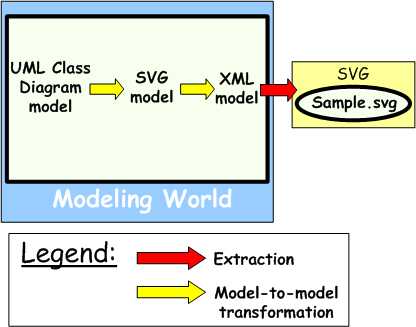 UML Class
Diagram
model
SVG
model
XML
model
SVG
Sample.svg
Modeling World
Legend:
Extraction
Model-to-model
transformation